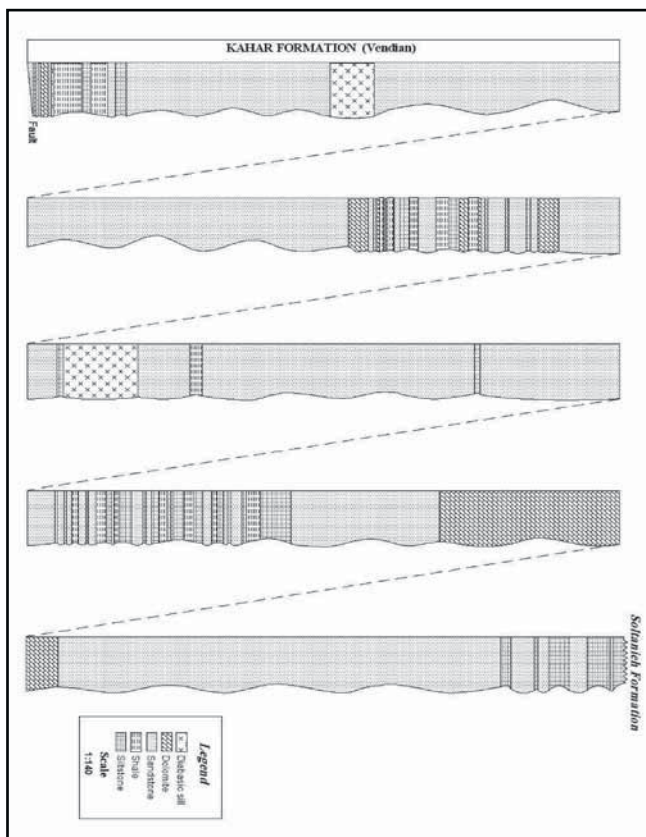 KAHAR FORMATION (Vendian)
Fault
Soltanieh Formation
Legend
Diabasic sill
Dolomite
Sandstone
Shale
Siltstone
Scale
1:140